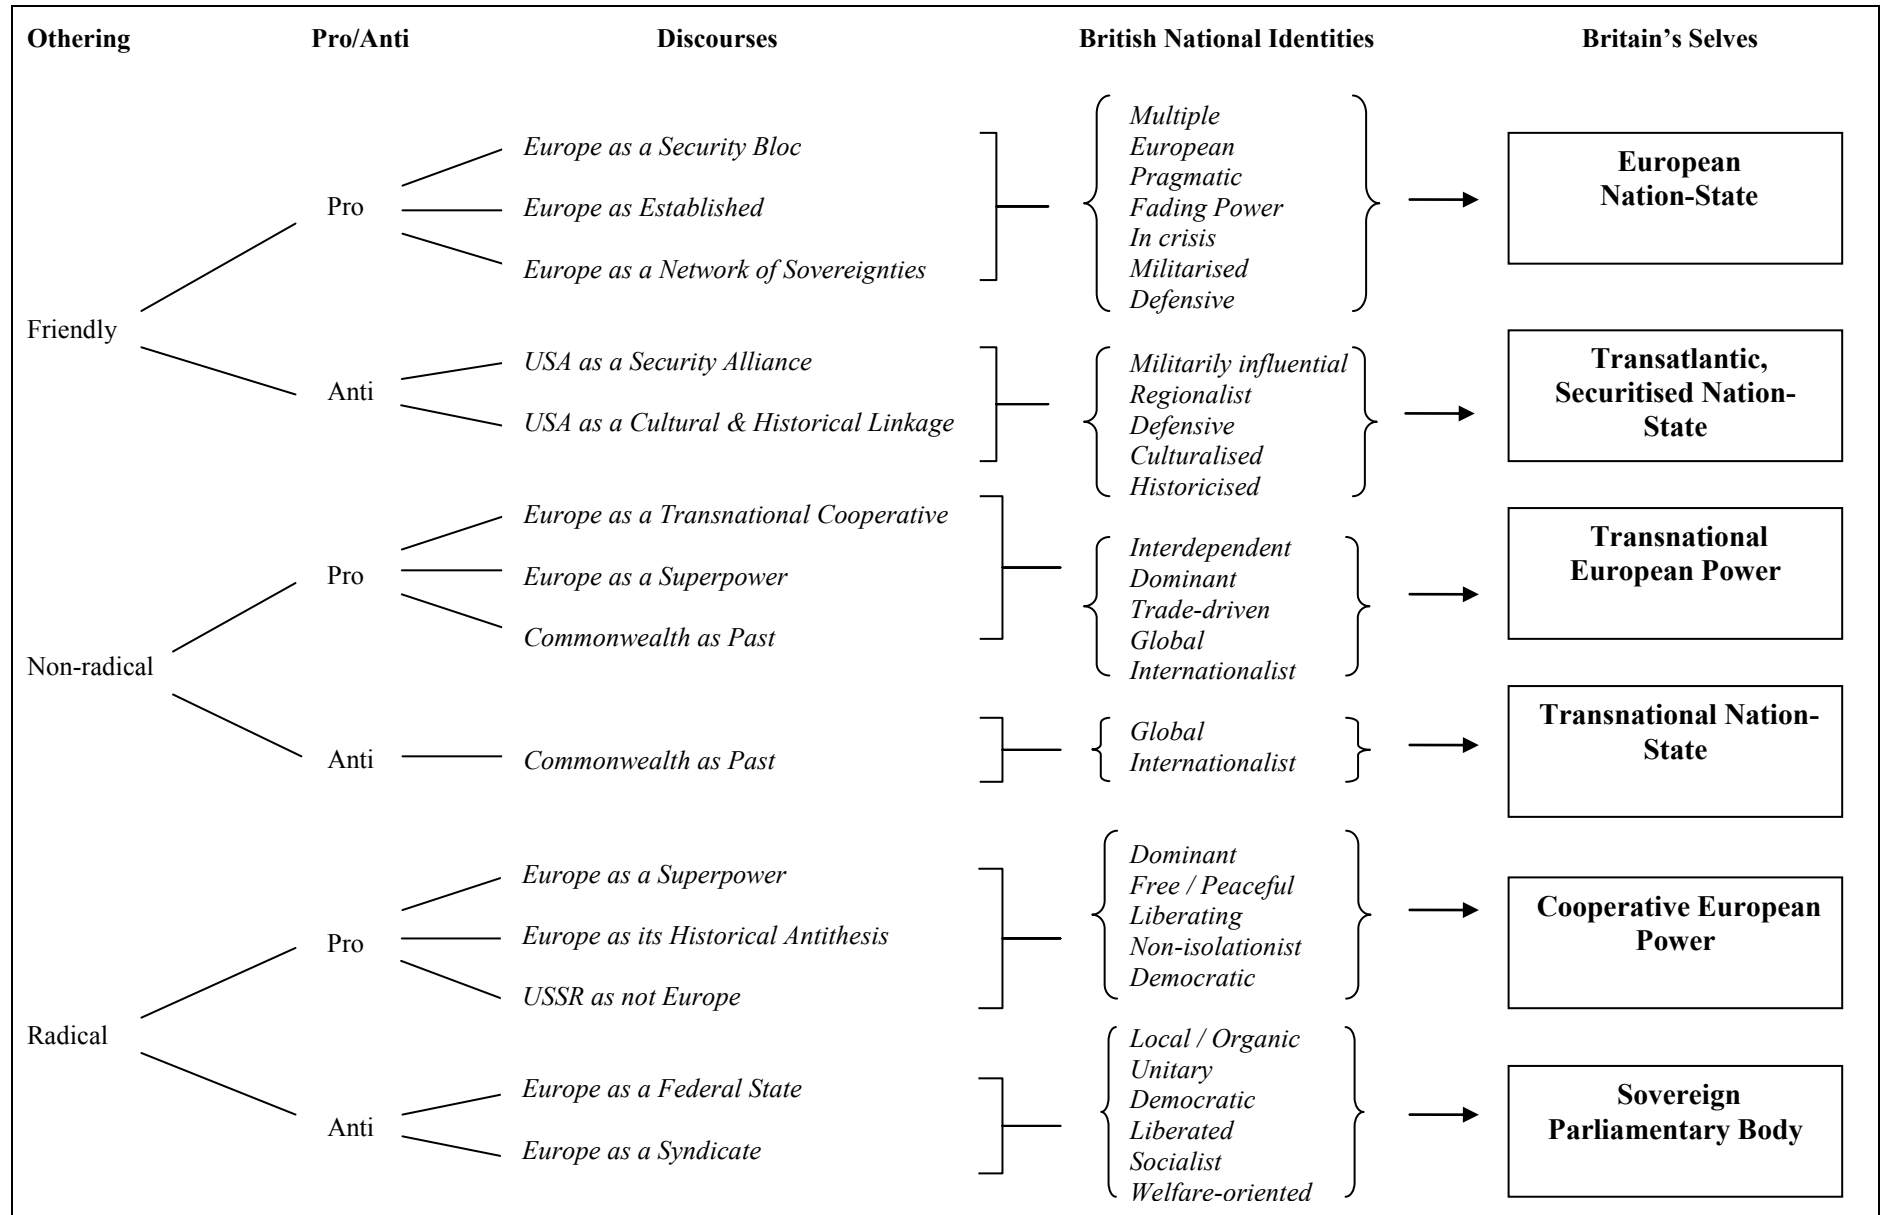 Othering Pro/Anti Discourses British National Identities Britain's Selves
Multiple
Europe as a Security Bloc
European
Pragmatic
Pro
Europe as Established
Fading Power
In crisis
Europe as a Network of Sovereignties
Militarised
Defensive
European
Nation-State
Friendly
USA as a Security Alliance
Anti
USA as a Cultural & Historical Linkage
Militarily influential
Regionalist
Defensive
Culturalised
Historicised
Transatlantic,
Securitised Nation-
State
Europe as a Transnational Cooperative
Pro
Europe as a Superpower
Commonwealth as Past
Interdependent
Dominant
Trade-driven
Global
Internationalist
Transnational
European Power
Non-radical
Anti
Commonwealth as Past
Global
Internationalist
Transnational Nation-
State
Europe as a Superpower
Pro
Europe as its Historical Antithesis
USSR as not Europe
Dominant
Free / Peaceful
Liberating
Non-isolationist
Democratic
Cooperative European
Power
Radical
Europe as a Federal State
Anti
Europe as a Syndicate
Local / Organic
Unitary
Democratic
Liberated
Socialist
Welfare-oriented
Sovereign
Parliamentary Body